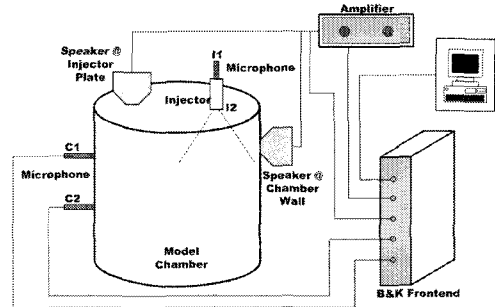 Amplifier
Speaker @
Injector
Plate
I1
Microphone
Injector
I2
C1
Microphone
C2
Speaker @
Chamber
Wall
Model
Chamber
B&K Frontend